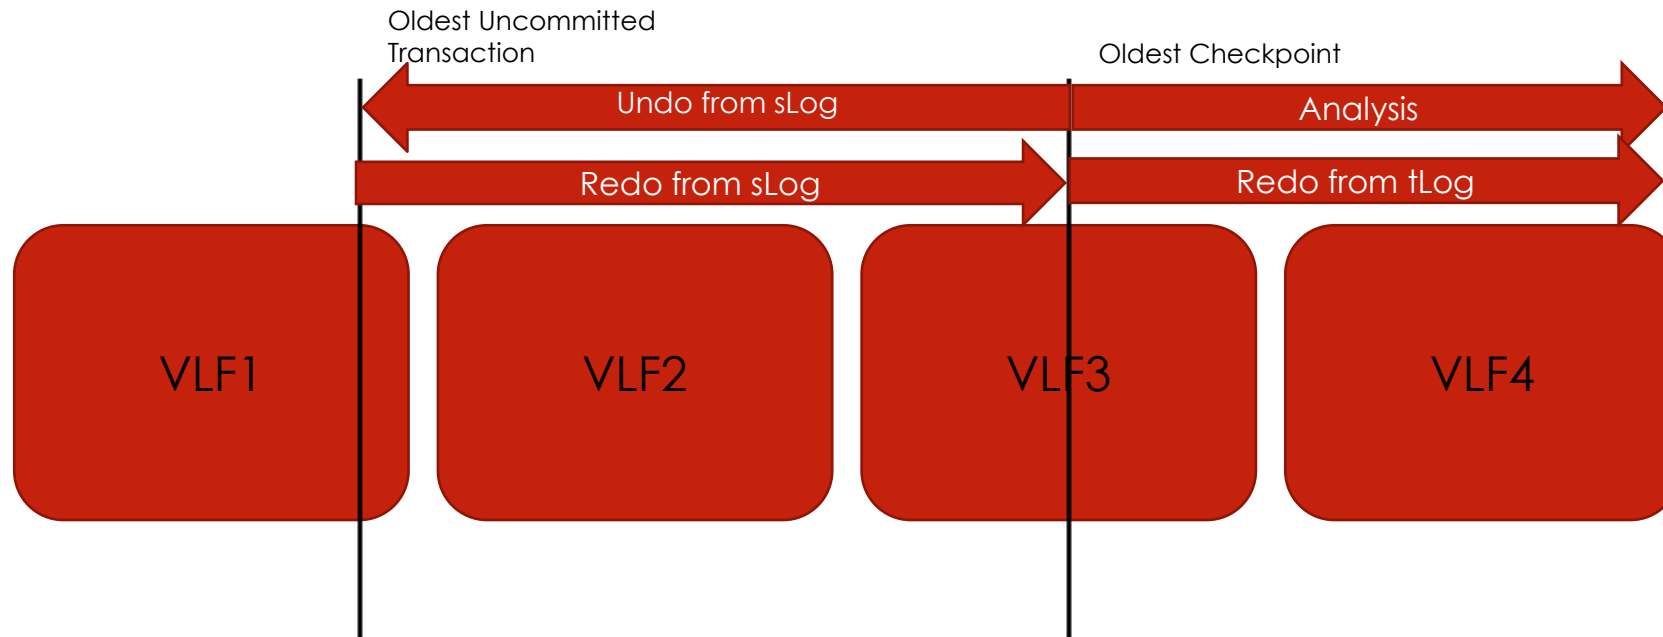 Oldest Uncommitted
Transaction
Oldest Checkpoint
Undo from sLog
Analysis
Redo from sLog
Redo from tLog
VLF1
VLF2
VLF3
VLF4